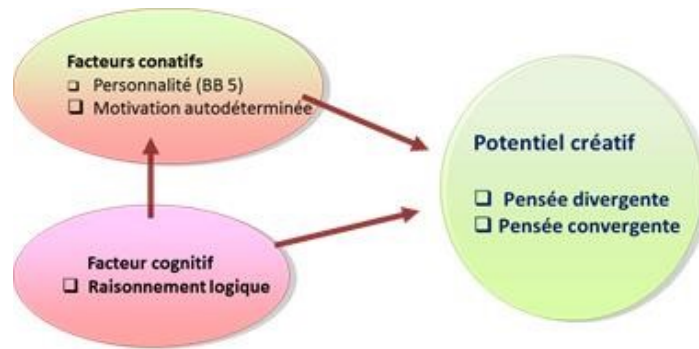 Facteurs conatifs
Personnalité (BB 5)
Motivation autodéterminée
Potentiel créatif
Pensée divergente
Pensée convergente
Facteur cognitif
Raisonnement logique